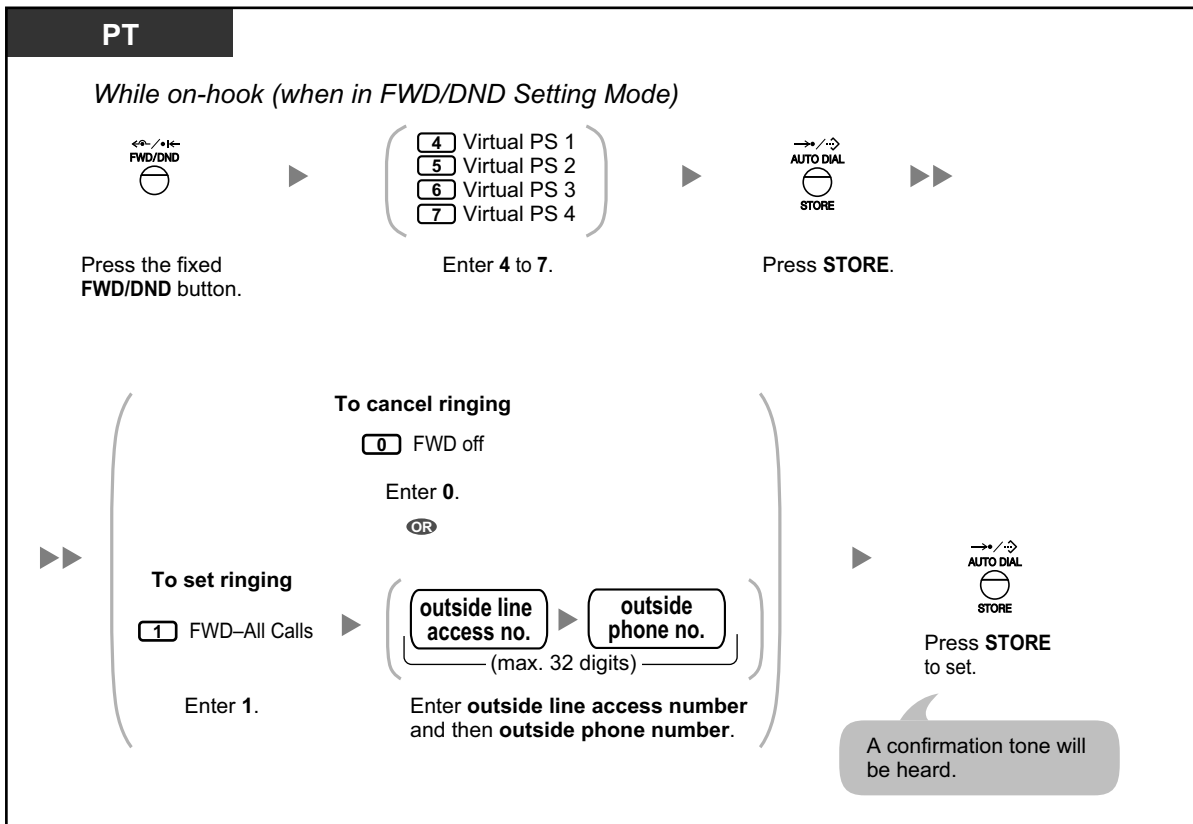 PT
While on-hook (when in FWD/DND Setting Mode)
FWD/DND
4 Virtual PS 1
5 Virtual PS 2
6 Virtual PS 3
7 Virtual PS 4
AUTO DIAL
STORE
Press the fixed
FWD/DND button.
Enter 4 to 7.
Press STORE.
To cancel ringing
0 FWD off
Enter 0.
OR
To set ringing
1 FWD–All Calls
outside line
access no.
outside
phone no.
(max. 32 digits)
Enter 1.
Enter outside line access number
and then outside phone number.
AUTO DIAL
STORE
Press STORE
to set.
A confirmation tone will
be heard.